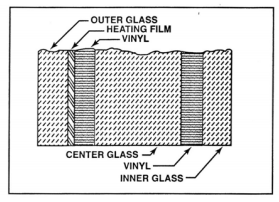 OUTER GLASS
HEATING FILM
VINYL
CENTER GLASS
VINYL
INNER GLASS